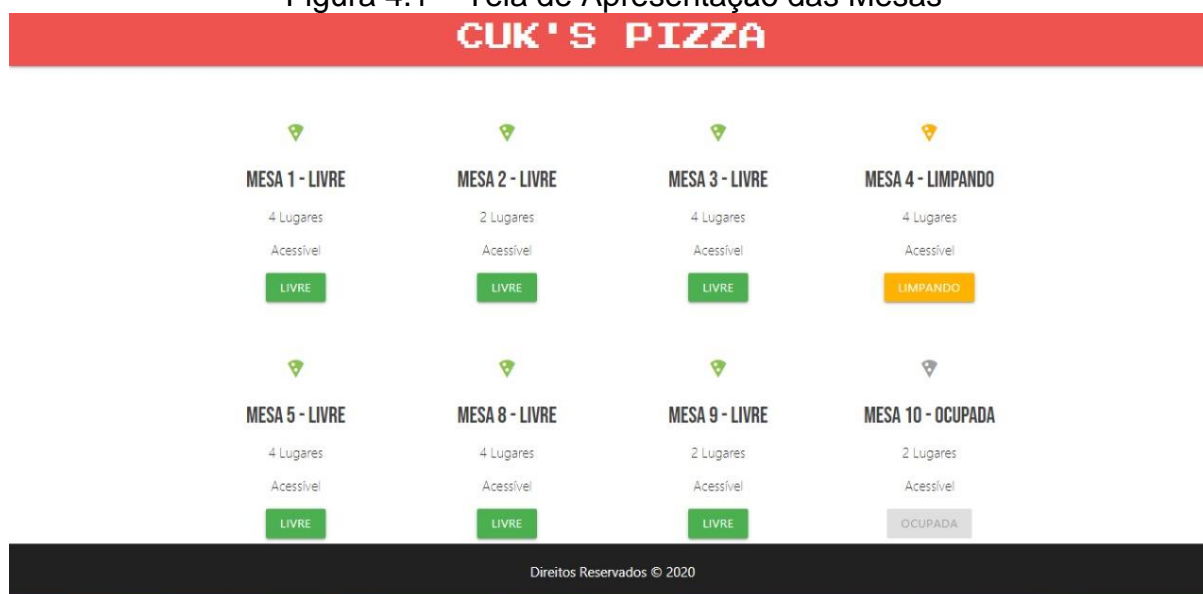 Figura 4.1 – Tela de Apresentação das Mesas
CUK'S PIZZA
MESA 1 - LIVRE MESA 2 - LIVRE MESA 3 - LIVRE MESA 4 - LIMPANDO
4 Lugares 2 Lugares 4 Lugares 4 Lugares
Acessível Acessível Acessível Acessível
LIVRE LIVRE LIVRE LIMPANDO
MESA 5 - LIVRE MESA 8 - LIVRE MESA 9 - LIVRE MESA 10 - OCUPADA
4 Lugares 4 Lugares 2 Lugares 2 Lugares
Acessível Acessível Acessível Acessível
LIVRE LIVRE LIVRE OCUPADA
Direitos Reservados © 2020